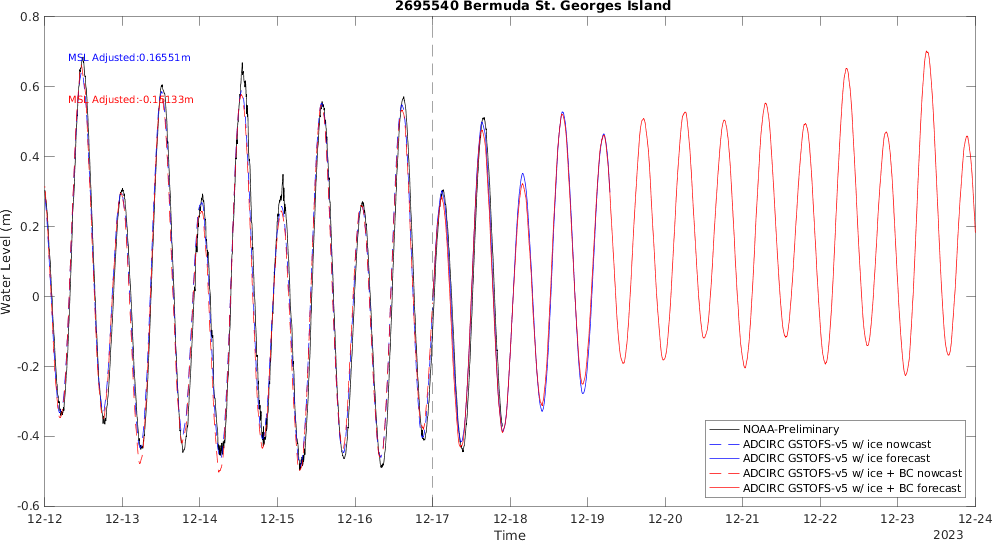 2695540 Bermuda St. Georges Island
MSL Adjusted:0.16551m
MSL Adjusted:-0.15133m
Water Level (m)
0.8
0.6
0.4
0.2
0
-0.2
-0.4
-0.6
NOAA-Preliminary
ADCIRC GSTOFS-v5 w/ ice nowcast
ADCIRC GSTOFS-v5 w/ ice forecast
ADCIRC GSTOFS-v5 w/ ice + BC nowcast
ADCIRC GSTOFS-v5 w/ ice + BC forecast
12-12 12-13 12-14 12-15 12-16 12-17 12-18 12-19 12-20 12-21 12-22 12-23 12-24
Time
2023